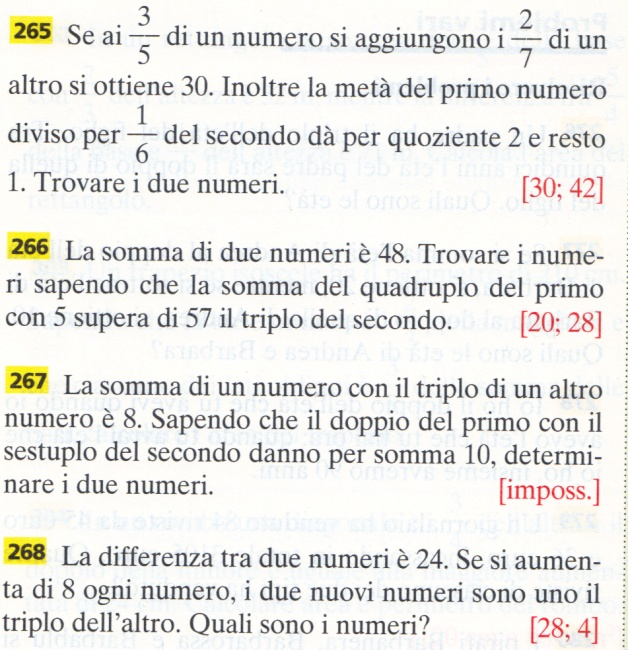 265 Se ai 3/5 di un numero si aggiungono i 2/7 di un
altro si ottiene 30. Inoltre la metà del primo numero
diviso per 1/6 del secondo dà per quoziente 2 e resto
1. Trovare i due numeri. [30; 42]
266 La somma di due numeri è 48. Trovare i nume-
ri sapendo che la somma del quadruplo del primo
con 5 supera di 57 il triplo del secondo. [20; 28]
267 La somma di un numero con il triplo di un altro
numero è 8. Sapendo che il doppio del primo con il
sestuplo del secondo danno per somma 10, determi-
nare i due numeri. [imposs.]
268 La differenza tra due numeri è 24. Se si aumen-
ta di 8 ogni numero, i due nuovi numeri sono uno il
triplo dell'altro. Quali sono i numeri? [28; 4]